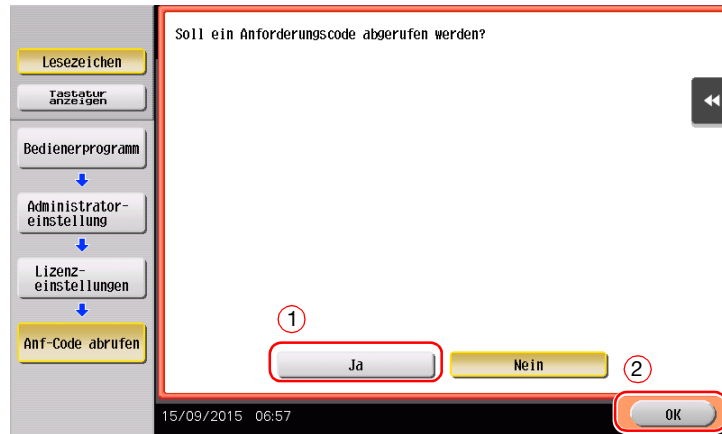 Soll ein Anforderungscode abgerufen werden?
Lesezeichen
Tastatur
anzeigen
Bedienerprogramm
Administrator-
einstellung
Lizenz-
einstellungen
Anf-Code abrufen
1
Ja
Nein
2
15/09/2015 06:57
OK